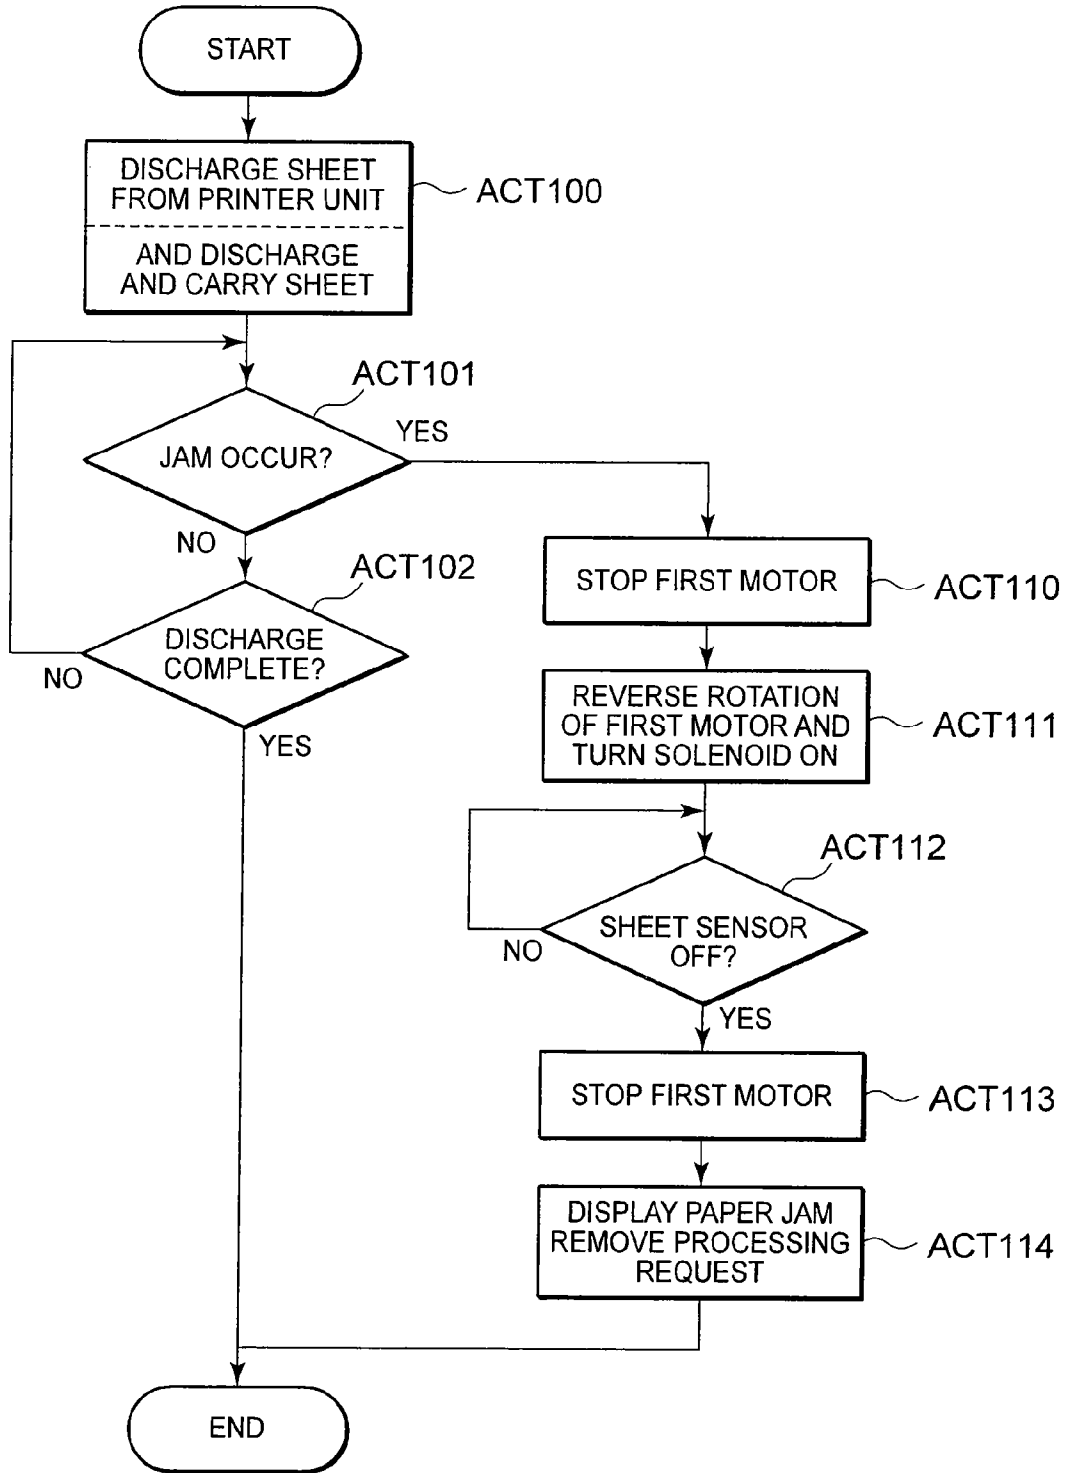 START
DISCHARGE SHEET
FROM PRINTER UNIT
AND DISCHARGE
AND CARRY SHEET
ACT100
ACT101
JAM OCCUR?
YES
NO
ACT102
DISCHARGE
COMPLETE?
NO
YES
STOP FIRST MOTOR
ACT110
REVERSE ROTATION
OF FIRST MOTOR AND
TURN SOLENOID ON
ACT111
ACT112
SHEET SENSOR
OFF?
NO
YES
STOP FIRST MOTOR
ACT113
DISPLAY PAPER JAM
REMOVE PROCESSING
REQUEST
ACT114
END